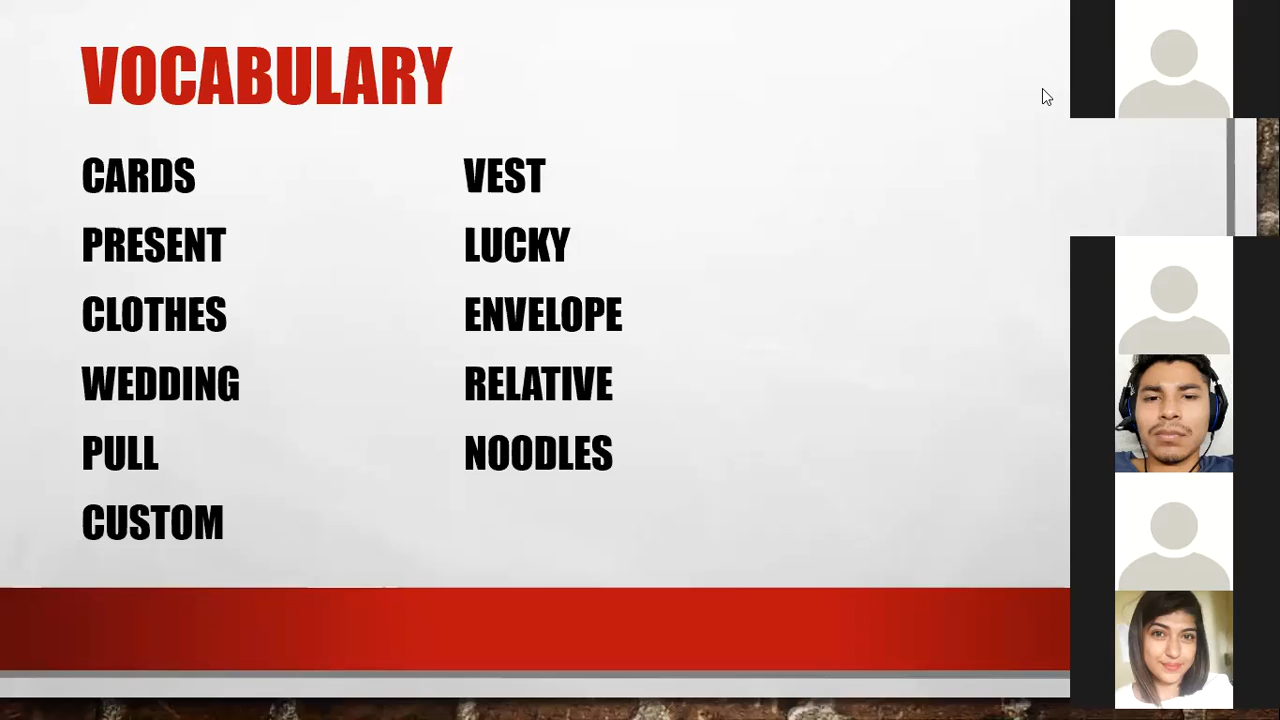 VOCABULARY
CARDS
PRESENT
CLOTHES
WEDDING
PULL
CUSTOM
VEST
LUCKY
ENVELOPE
RELATIVE
NOODLES